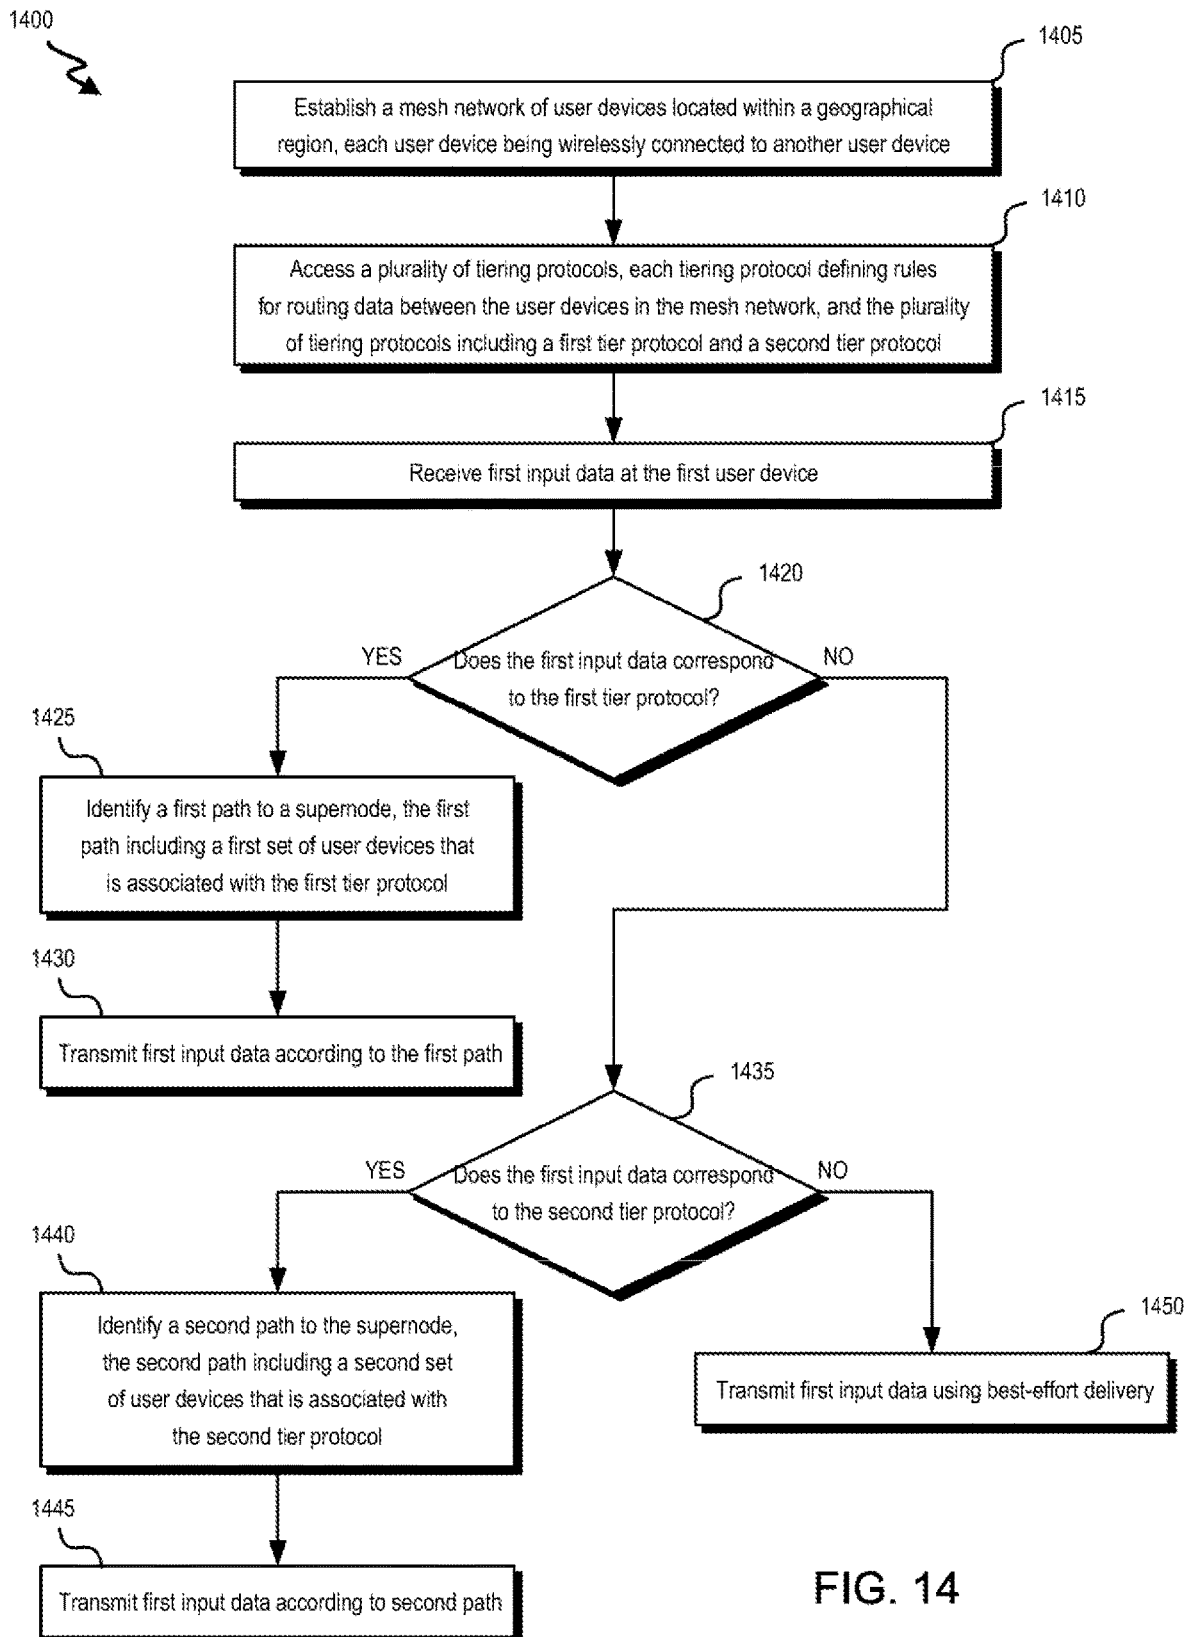 1400
1405
Establish a mesh network of user devices located within a geographical
region, each user device being wirelessly connected to another user device
1410
Access a plurality of tiering protocols, each tiering protocol defining rules
for routing data between the user devices in the mesh network, and the plurality
of tiering protocols including a first tier protocol and a second tier protocol
1415
Receive first input data at the first user device
1420
YES
Does the first input data correspond
to the first tier protocol?
NO
1425
Identify a first path to a supernode, the first
path including a first set of user devices that
is associated with the first tier protocol
1430
Transmit first input data according to the first path
1435
YES
Does the first input data correspond
to the second tier protocol?
NO
1440
Identify a second path to the supernode,
the second path including a second set
of user devices that is associated with
the second tier protocol
1450
Transmit first input data using best-effort delivery
1445
Transmit first input data according to second path
FIG. 14